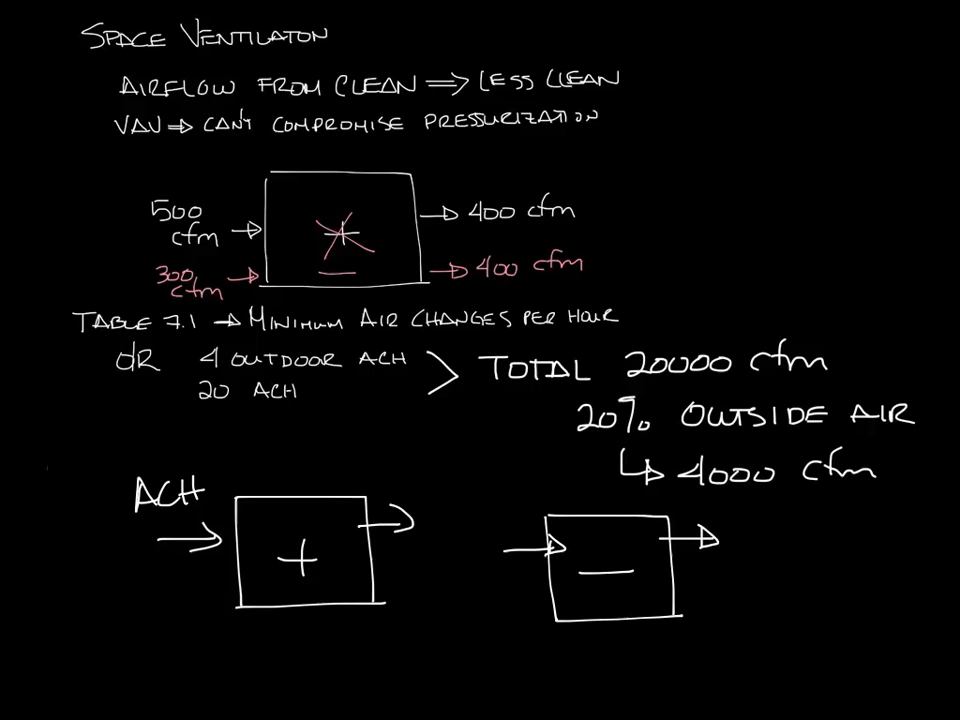 SPACE VENTILATON
AIRFLOW FROM CLEAN => LESS CLEAN
VAV => CAN'T COMPROMISE PRESSURIZATION
500 cfm
400 cfm
+
300 cfm
400 cfm
-
TABLE 7.1 → MINIMUM AIR CHANGES PER HOUR
OR 4 OUTDOOR ACH
20 ACH
> TOTAL 20000 cfm
20% OUTSIDE AIR
↳ 4000 cfm
ACH
+
-